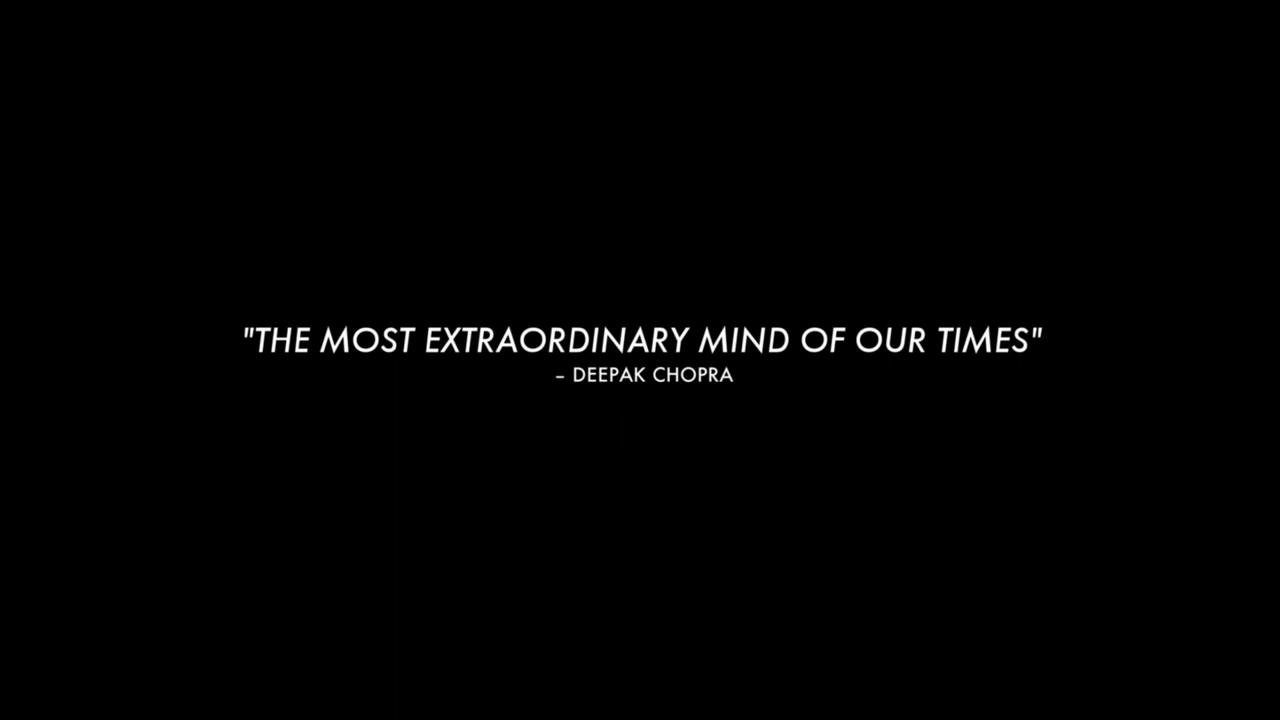 "THE MOST EXTRAORDINARY MIND OF OUR TIMES"
– DEEPAK CHOPRA